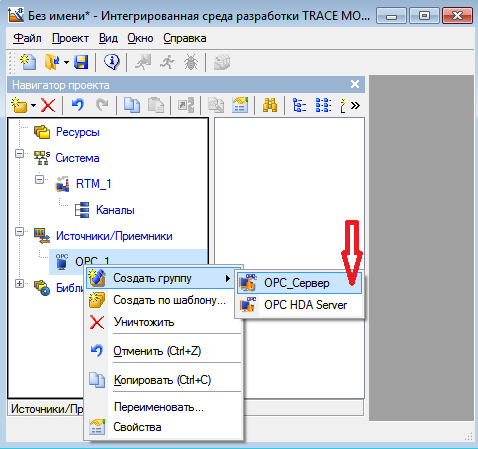 Без имени* - Интегрированная среда разработки TRACE MO...
Файл Проект Вид Окно Справка
Навигатор проекта
Ресурсы
Система
RTM_1
Каналы
Источники/Приемники
OPC_1
Библи
Создать группу
Создать по шаблону...
Уничтожить
Отменить (Ctrl+Z)
Копировать (Ctrl+C)
Переименовать...
Свойства
OPC_Сервер
OPC HDA Server
Источники/Пр